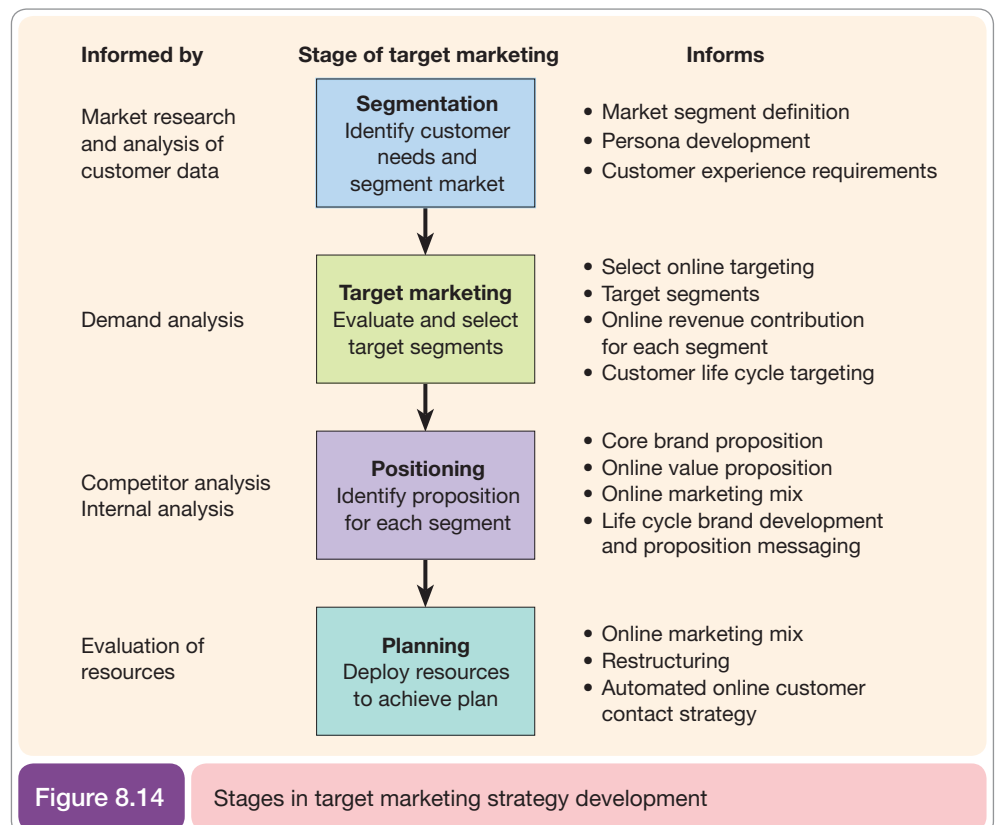 Informed by
Stage of target marketing
Informs
Market research
and analysis of
customer data
Segmentation
Identify customer
needs and
segment market
• Market segment definition
• Persona development
• Customer experience requirements
Demand analysis
Target marketing
Evaluate and select
target segments
• Select online targeting
• Target segments
• Online revenue contribution
for each segment
• Customer life cycle targeting
Competitor analysis
Internal analysis
Positioning
Identify proposition
for each segment
• Core brand proposition
• Online value proposition
• Online marketing mix
• Life cycle brand development
and proposition messaging
Evaluation of
resources
Planning
Deploy resources
to achieve plan
• Online marketing mix
• Restructuring
• Automated online customer
contact strategy
Figure 8.14
Stages in target marketing strategy development